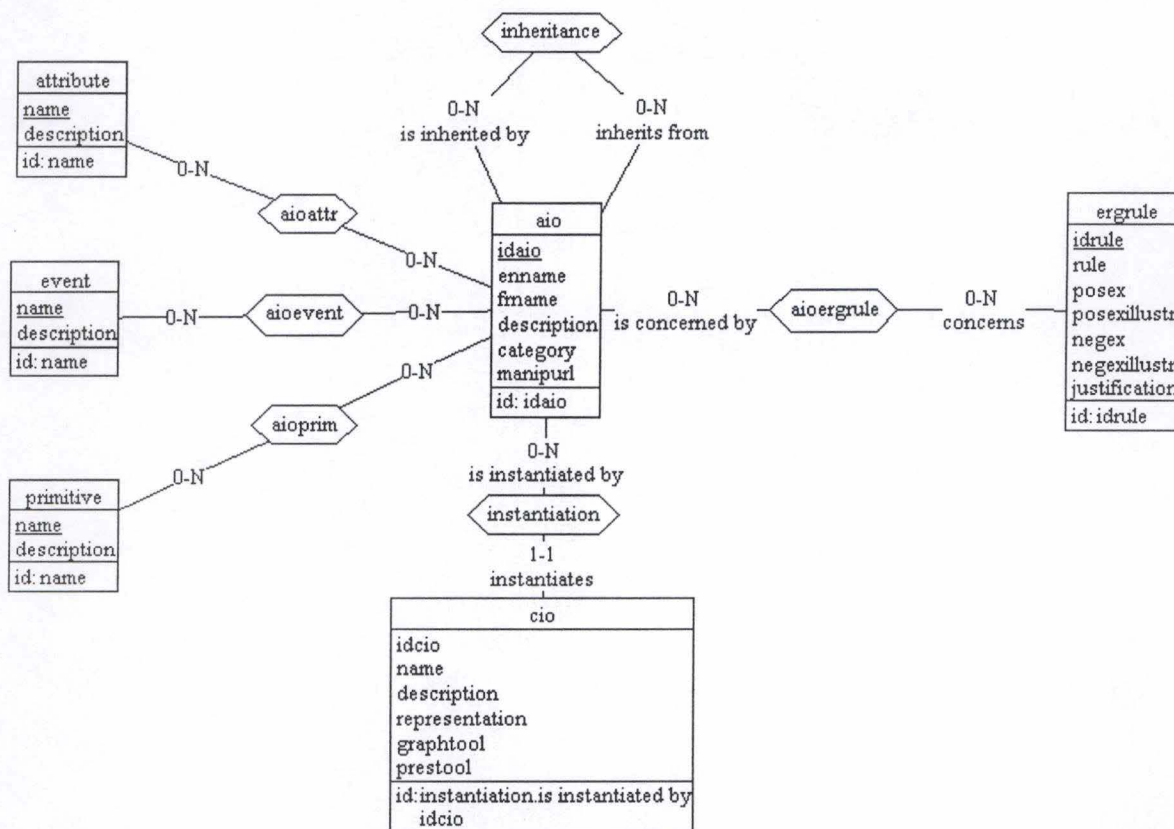 inheritance
0-N
is inherited by
0-N
inherits from
attribute
name
description
id: name
0-N
aioattr
0-N
event
name
description
id: name
0-N
aioevent
0-N
primitive
name
description
id: name
0-N
aioprim
0-N
aio
idaio
enname
frname
description
category
manipurl
id: idaio
0-N
is concerned by
aioergrule
0-N
concerns
ergrule
idrule
rule
posex
posexillustr
negex
negexillustr
justification
id: idrule
0-N
is instantiated by
instantiation
1-1
instantiates
cio
idcio
name
description
representation
graphtool
prestool
id:instantiation.is instantiated by
idcio